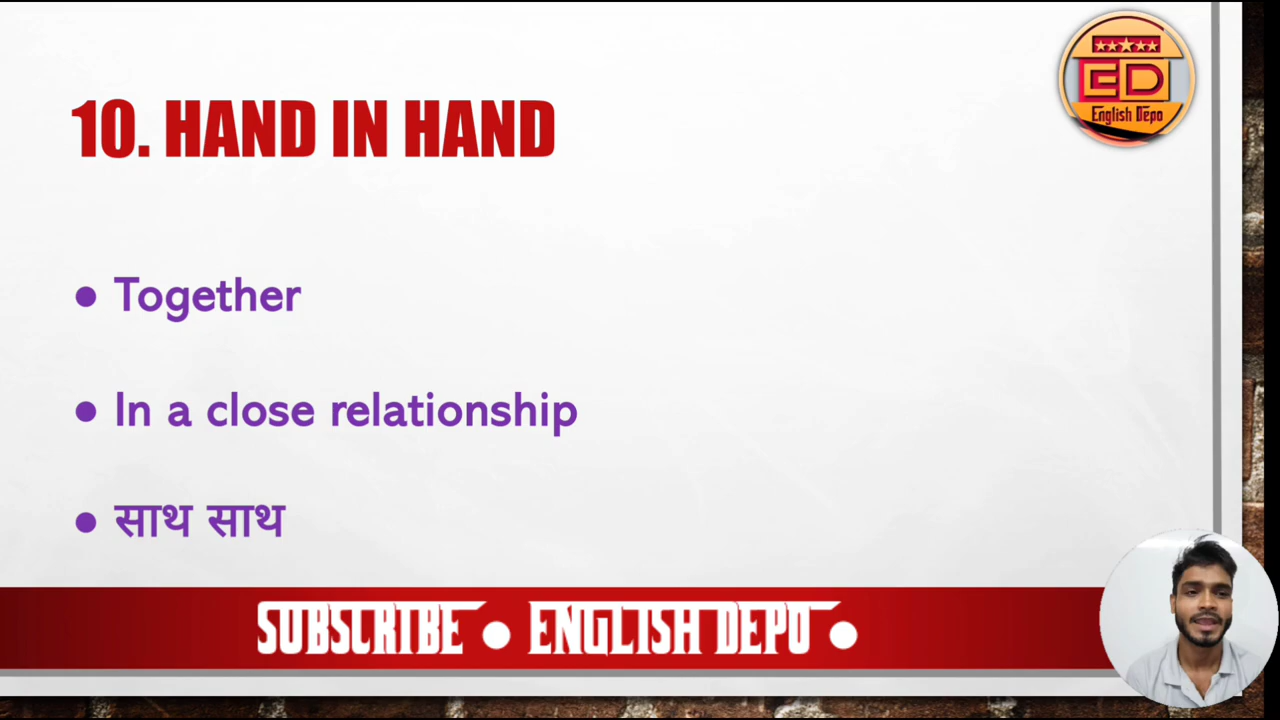 ED
English Depo
10. HAND IN HAND
● Together
● In a close relationship
● साथ साथ
SUBSCRIBE ● ENGLISH DEPO ●